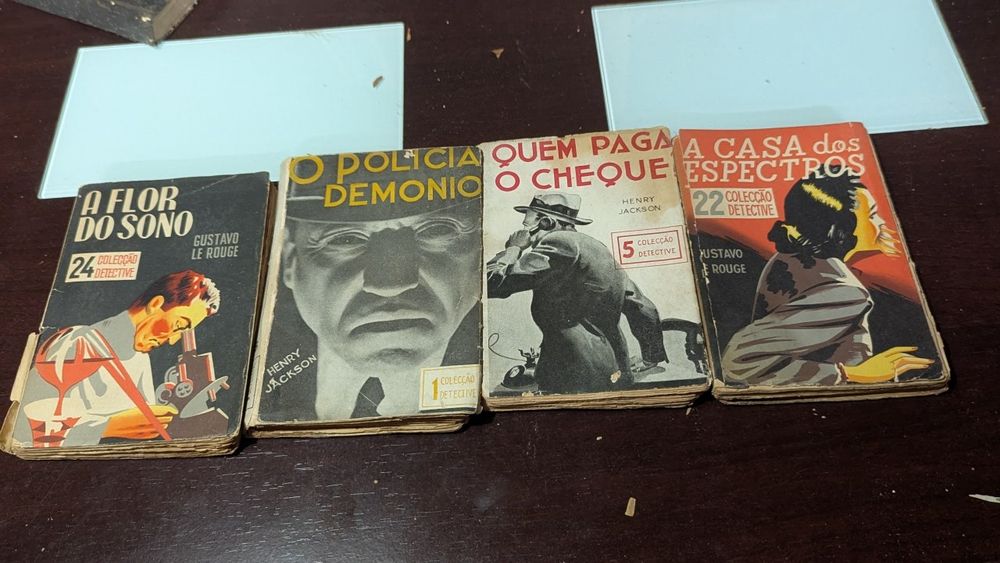 A FLOR
DO SONO
GUSTAVO
LE ROUGE
24 COLECÇÃO
DETECTIVE
O POLICIA
DEMONIO
HENRY
JACKSON
1 COLECÇÃO
DETECTIVE
QUEM PAGA
O CHEQUE
HENRY
JACKSON
5 COLECÇÃO
DETECTIVE
A CASA dos
ESPECTROS
22 COLECÇÃO
DETECTIVE
GUSTAVO
LE ROUGE